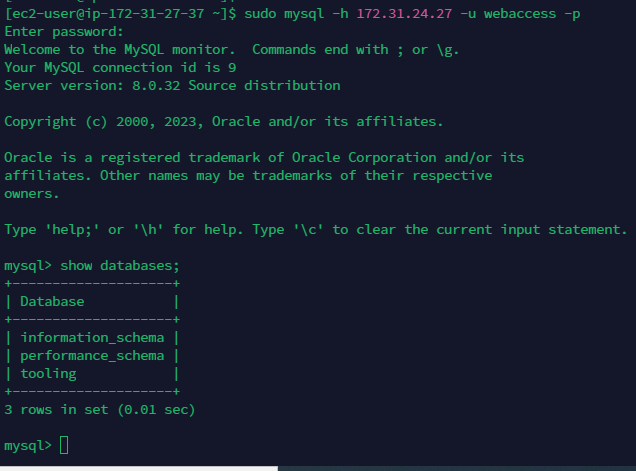 [ec2-user@ip-172-31-27-37 ~]$ sudo mysql -h 172.31.24.27 -u webaccess -p
Enter password:
Welcome to the MySQL monitor.  Commands end with ; or \g.
Your MySQL connection id is 9
Server version: 8.0.32 Source distribution

Copyright (c) 2000, 2023, Oracle and/or its affiliates.

Oracle is a registered trademark of Oracle Corporation and/or its
affiliates. Other names may be trademarks of their respective
owners.

Type 'help;' or '\h' for help. Type '\c' to clear the current input statement.

mysql> show databases;
+--------------------+
| Database           |
+--------------------+
| information_schema |
| performance_schema |
| tooling            |
+--------------------+
3 rows in set (0.01 sec)

mysql>